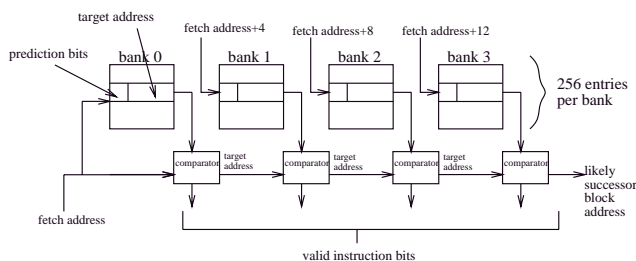 target address
prediction bits
bank 0
fetch address+4
bank 1
fetch address+8
bank 2
fetch address+12
bank 3
256 entries
per bank
comparator
target
address
comparator
target
address
comparator
target
address
comparator
likely
successor
block
address
fetch address
valid instruction bits